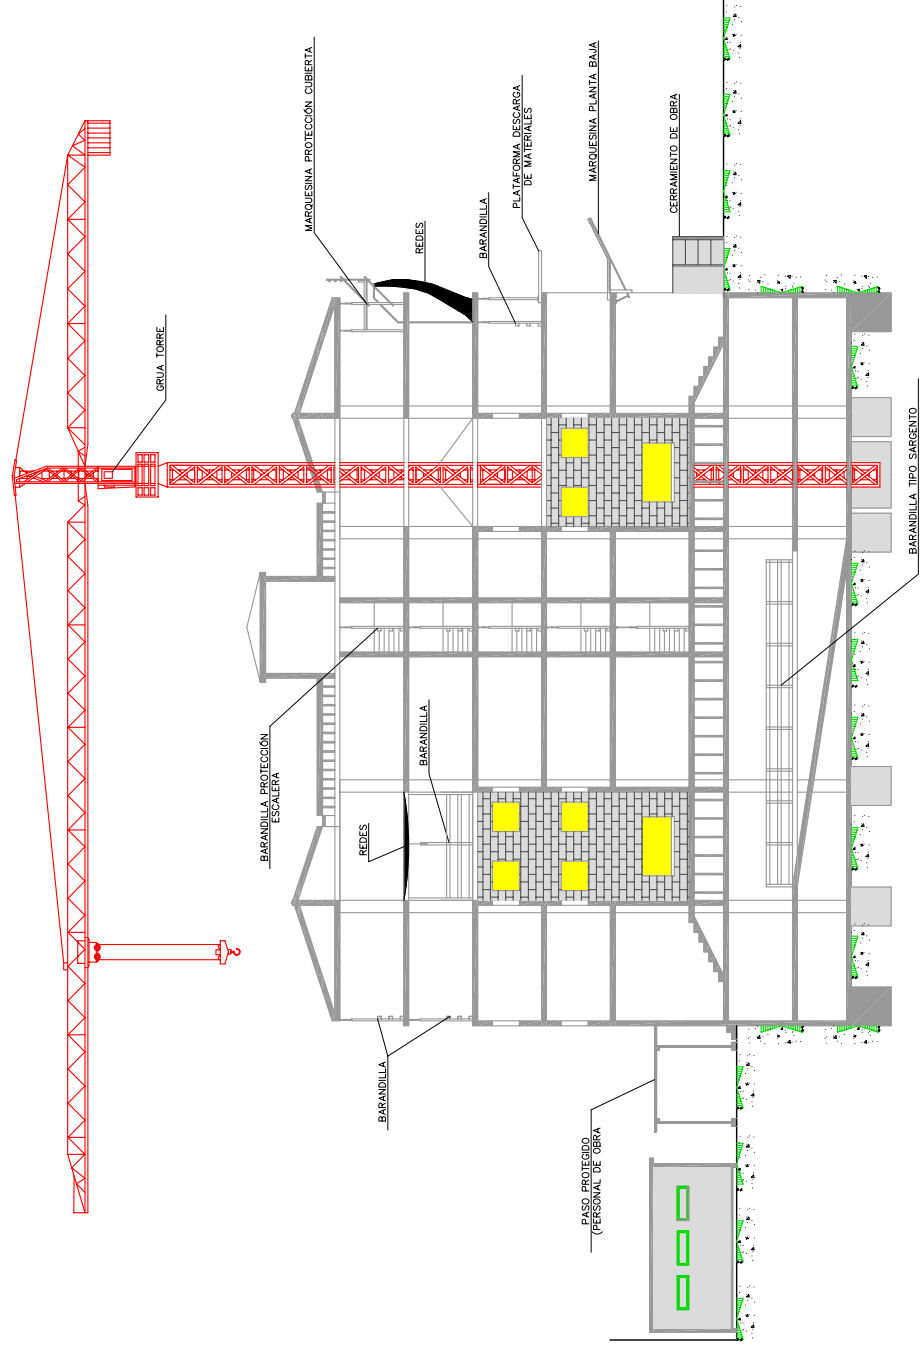 GRUA TORRE
MARQUESINA PROTECCIÓN CUBIERTA
REDES
BARANDILLA
PLATAFORMA DESCARGA
DE MATERIALES
MARQUESINA PLANTA BAJA
CERRAMIENTO DE OBRA
BARANDILLA TIPO SARGENTO
BARANDILLA PROTECCIÓN
ESCALERA
REDES
BARANDILLA
BARANDILLA
PASO PROTEGIDO
(PERSONAL DE OBRA